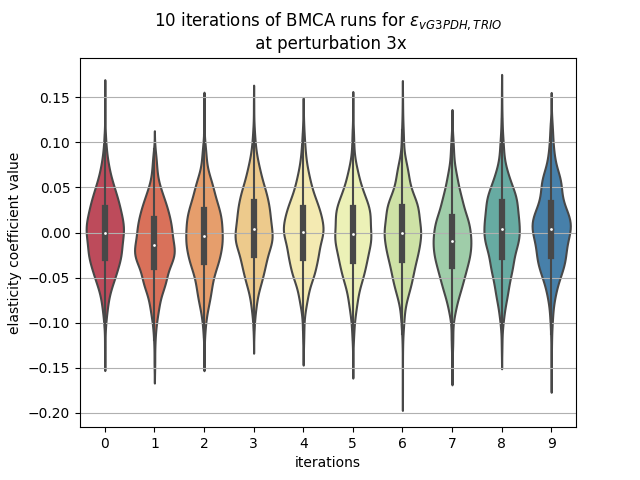 10 iterations of BMCA runs for ε_vG3PDH,TRIO
at perturbation 3x
0.15
0.10
0.05
0.00
−0.05
−0.10
−0.15
−0.20
elasticity coefficient value
0 1 2 3 4 5 6 7 8 9
iterations